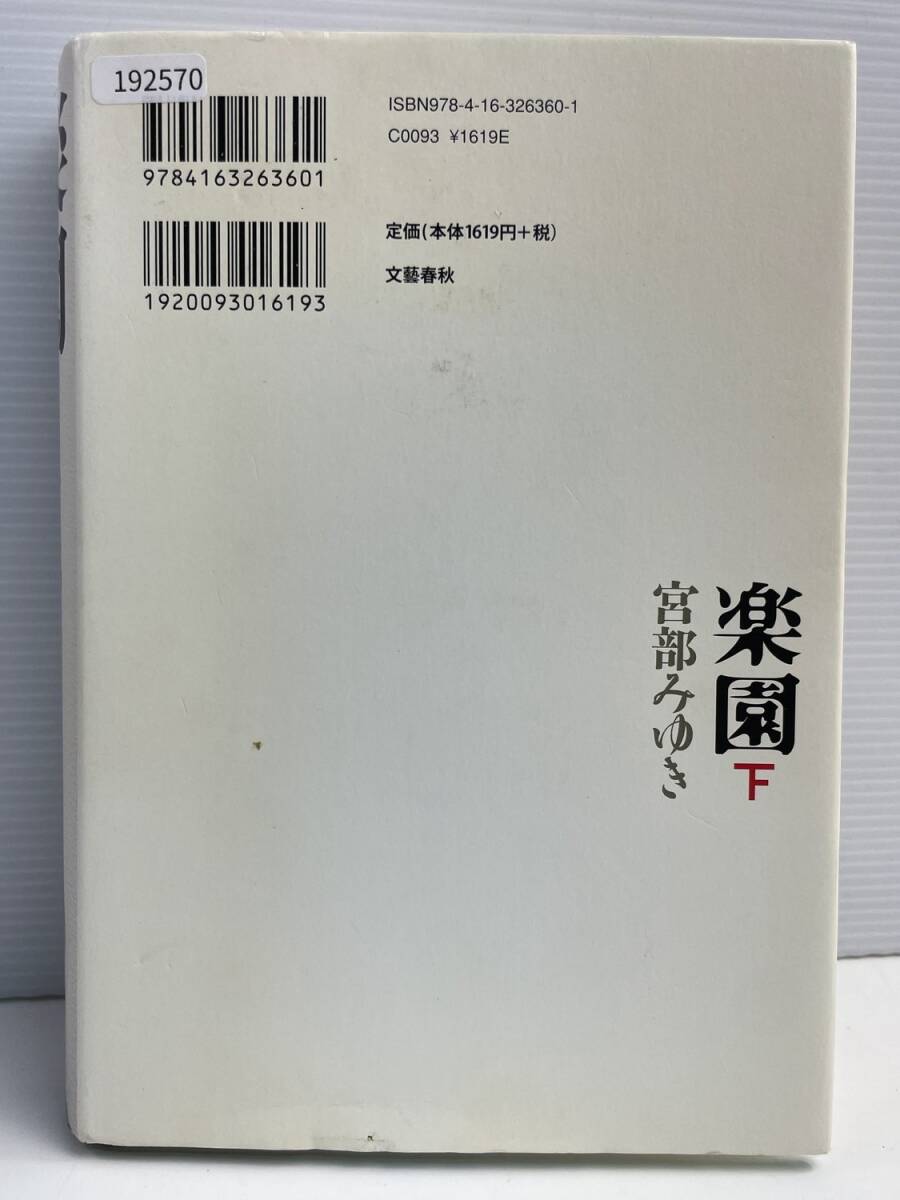 192570
ISBN978-4-16-326360-1
C0093 ¥1619E
9784163263601
定価(本体1619円+税)
文藝春秋
1920093016193
楽園 下
宮部みゆき